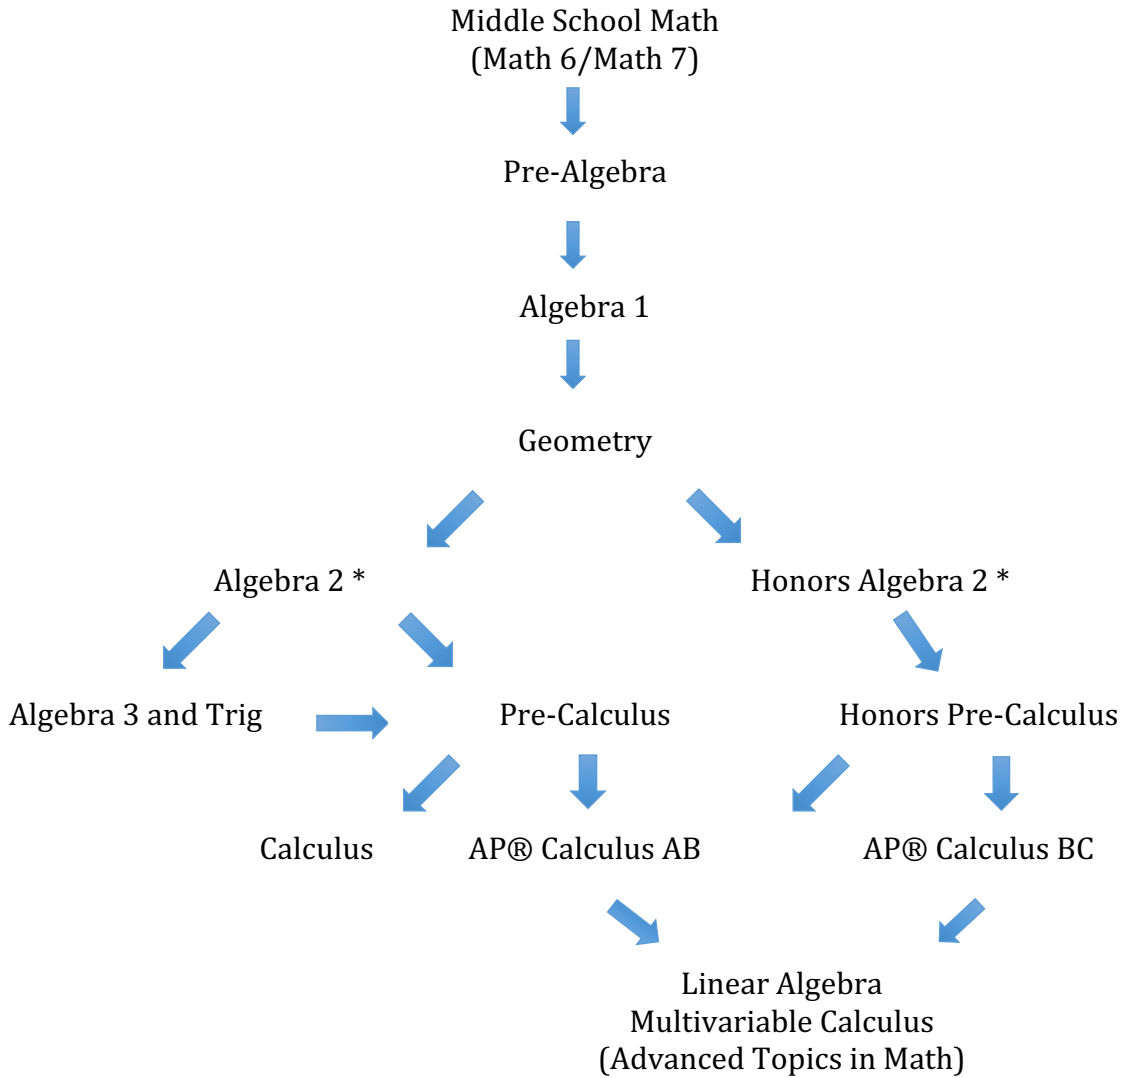 Middle School Math
(Math 6/Math 7)
Pre-Algebra
Algebra 1
Geometry
Algebra 2 *
Honors Algebra 2 *
Algebra 3 and Trig
Pre-Calculus
Honors Pre-Calculus
Calculus
AP® Calculus AB
AP® Calculus BC
Linear Algebra
Multivariable Calculus
(Advanced Topics in Math)